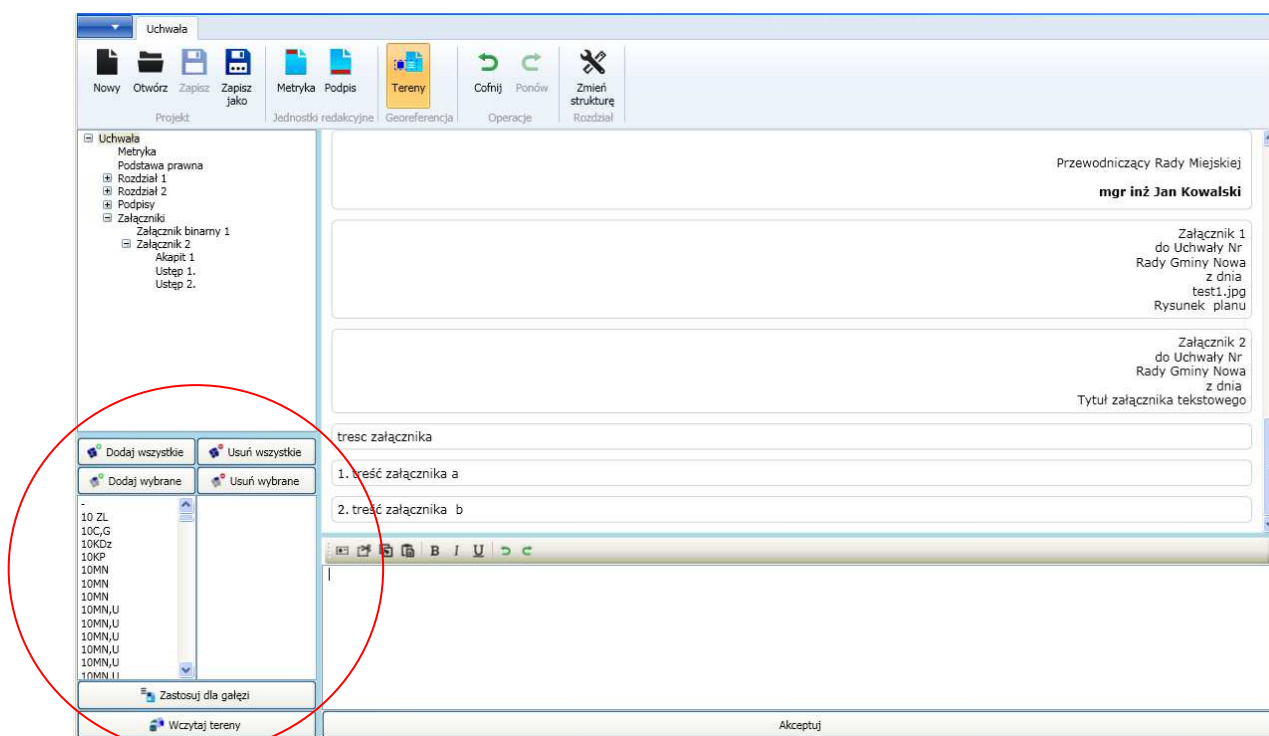 Uchwała
Nowy Otwórz Zapisz Zapisz jako Metryka Podpis Tereny Cofnij Ponów Zmień strukturę
Projekt Jednostki redakcyjne Georeferencja Operacje Rozdział
Uchwała
Metryka
Podstawa prawna
Rozdział 1
Rozdział 2
Podpisy
Załączniki
Załącznik binarny 1
Załącznik 2
Akapit 1
Ustęp 1.
Ustęp 2.
Przewodniczący Rady Miejskiej
mgr inż Jan Kowalski
Załącznik 1
do Uchwały Nr
Rady Gminy Nowa
z dnia
test1.jpg
Rysunek planu
Załącznik 2
do Uchwały Nr
Rady Gminy Nowa
z dnia
Tytuł załącznika tekstowego
tresc załącznika
1. treść załącznika a
2. treść załącznika b
Dodaj wszystkie Usuń wszystkie
Dodaj wybrane Usuń wybrane
-
10 ZL
10C,G
10KDz
10KP
10MN
10MN
10MN
10MN,U
10MN,U
10MN,U
10MN,U
10MN,U
10MN,U
B I U
Zastosuj dla gałęzi
Wczytaj tereny
Akceptuj